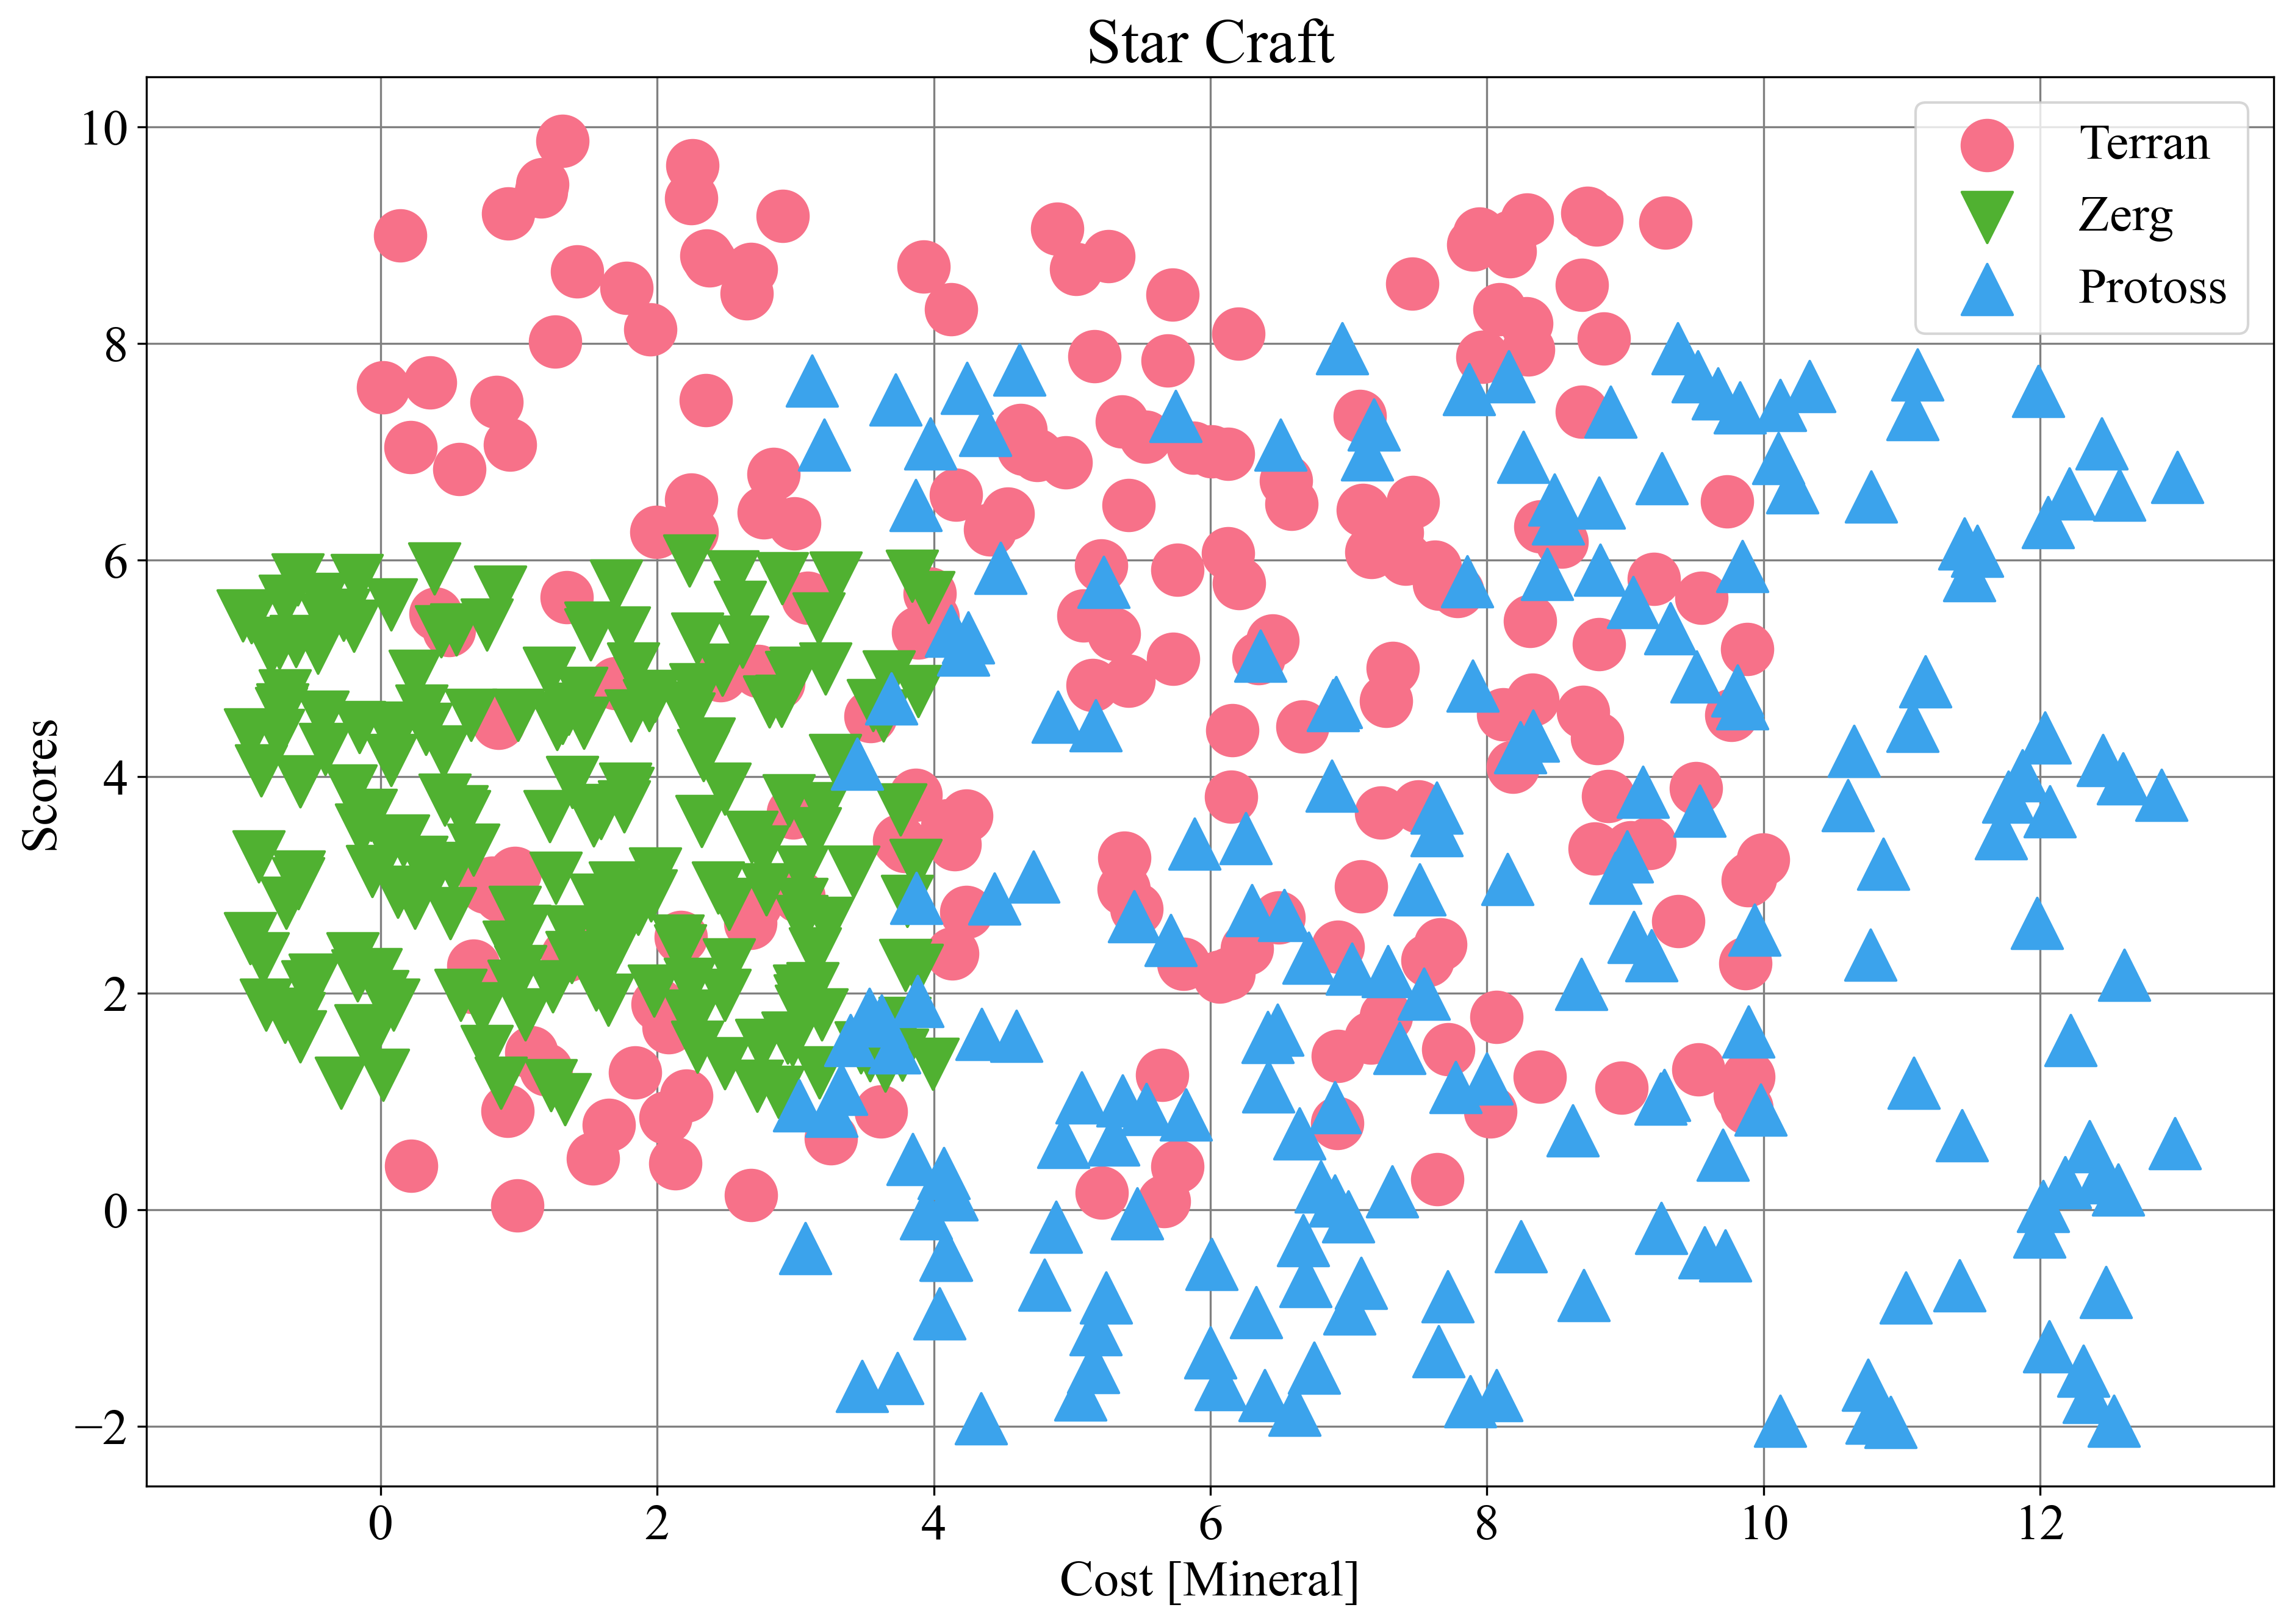 Star Craft
Terran
Zerg
Protoss
10
8
6
4
2
0
−2
Scores
0 2 4 6 8 10 12
Cost [Mineral]